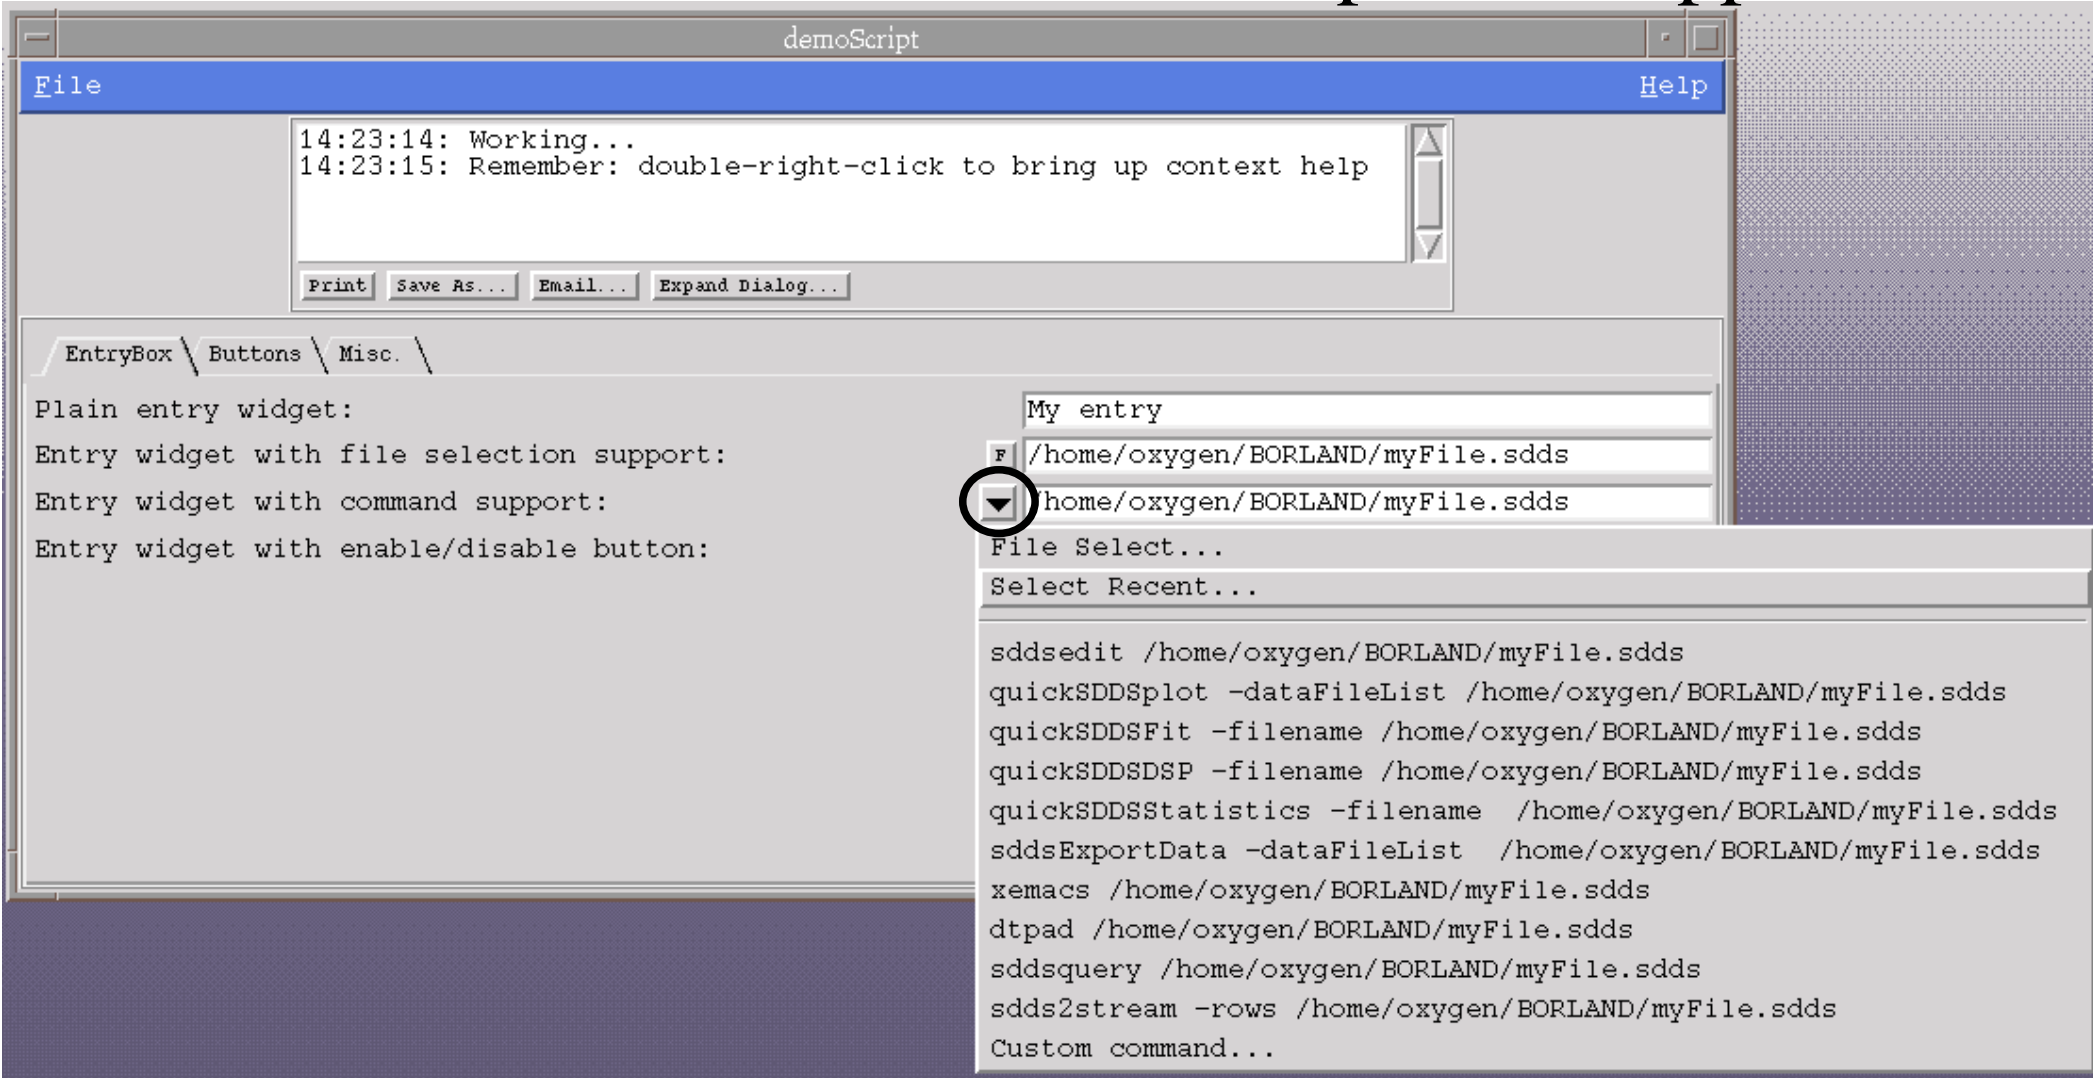 demoScript
File Help
14:23:14: Working...
14:23:15: Remember: double-right-click to bring up context help
Print Save As... Email... Expand Dialog...
EntryBox Buttons Misc.
Plain entry widget: My entry
Entry widget with file selection support: F /home/oxygen/BORLAND/myFile.sdds
Entry widget with command support: /home/oxygen/BORLAND/myFile.sdds
Entry widget with enable/disable button:
File Select...
Select Recent...
sddsedit /home/oxygen/BORLAND/myFile.sdds
quickSDDSplot -dataFileList /home/oxygen/BORLAND/myFile.sdds
quickSDDSFit -filename /home/oxygen/BORLAND/myFile.sdds
quickSDDSDSP -filename /home/oxygen/BORLAND/myFile.sdds
quickSDDSStatistics -filename  /home/oxygen/BORLAND/myFile.sdds
sddsExportData -dataFileList  /home/oxygen/BORLAND/myFile.sdds
xemacs /home/oxygen/BORLAND/myFile.sdds
dtpad /home/oxygen/BORLAND/myFile.sdds
sddsquery /home/oxygen/BORLAND/myFile.sdds
sdds2stream -rows /home/oxygen/BORLAND/myFile.sdds
Custom command...